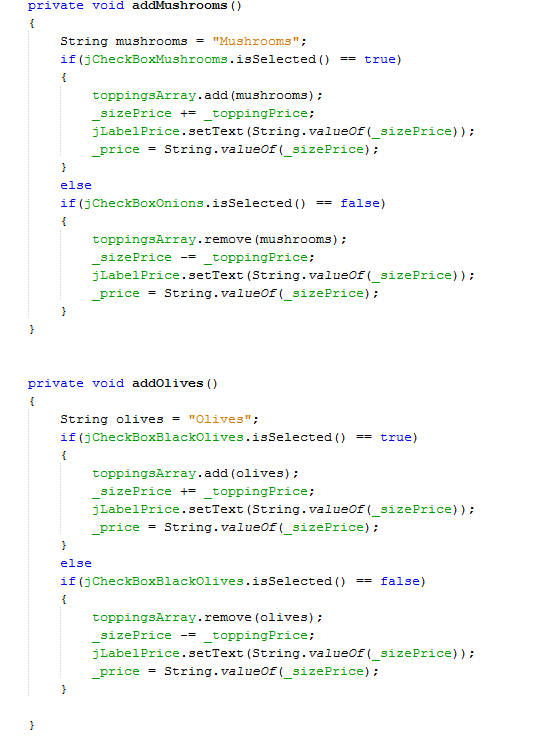 private void addMushrooms()
{
String mushrooms = "Mushrooms";
if(jCheckBoxMushrooms.isSelected() == true)
{
toppingsArray.add(mushrooms);
_sizePrice += _toppingPrice;
jLabelPrice.setText(String.valueOf(_sizePrice));
_price = String.valueOf(_sizePrice);
}
else
if(jCheckBoxOnions.isSelected() == false)
{
toppingsArray.remove(mushrooms);
_sizePrice -= _toppingPrice;
jLabelPrice.setText(String.valueOf(_sizePrice));
_price = String.valueOf(_sizePrice);
}
}
private void addOlives()
{
String olives = "Olives";
if(jCheckBoxBlackOlives.isSelected() == true)
{
toppingsArray.add(olives);
_sizePrice += _toppingPrice;
jLabelPrice.setText(String.valueOf(_sizePrice));
_price = String.valueOf(_sizePrice);
}
else
if(jCheckBoxBlackOlives.isSelected() == false)
{
toppingsArray.remove(olives);
_sizePrice -= _toppingPrice;
jLabelPrice.setText(String.valueOf(_sizePrice));
_price = String.valueOf(_sizePrice);
}
}